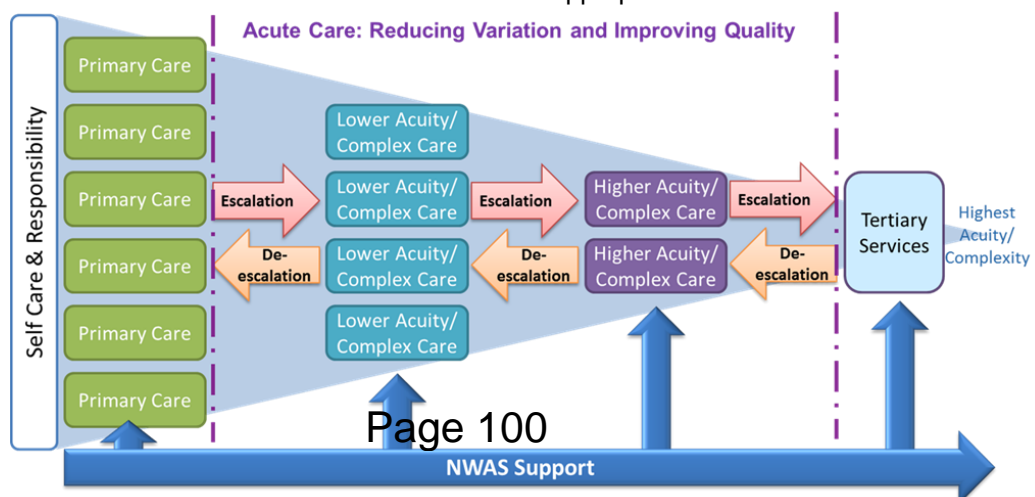 Acute Care: Reducing Variation and Improving Quality
Self Care & Responsibility
Primary Care
Primary Care
Primary Care
Primary Care
Primary Care
Primary Care
Escalation
De-
escalation
Lower Acuity/
Complex Care
Lower Acuity/
Complex Care
Lower Acuity/
Complex Care
Lower Acuity/
Complex Care
Escalation
De-
escalation
Higher Acuity/
Complex Care
Higher Acuity/
Complex Care
Escalation
De-
escalation
Tertiary
Services
Highest
Acuity/
Complexity
Page 100
NWAS Support